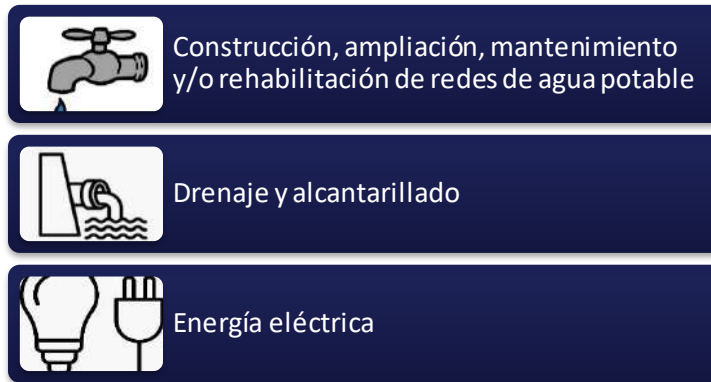 Construcción, ampliación, mantenimiento
y/o rehabilitación de redes de agua potable
Drenaje y alcantarillado
Energía eléctrica